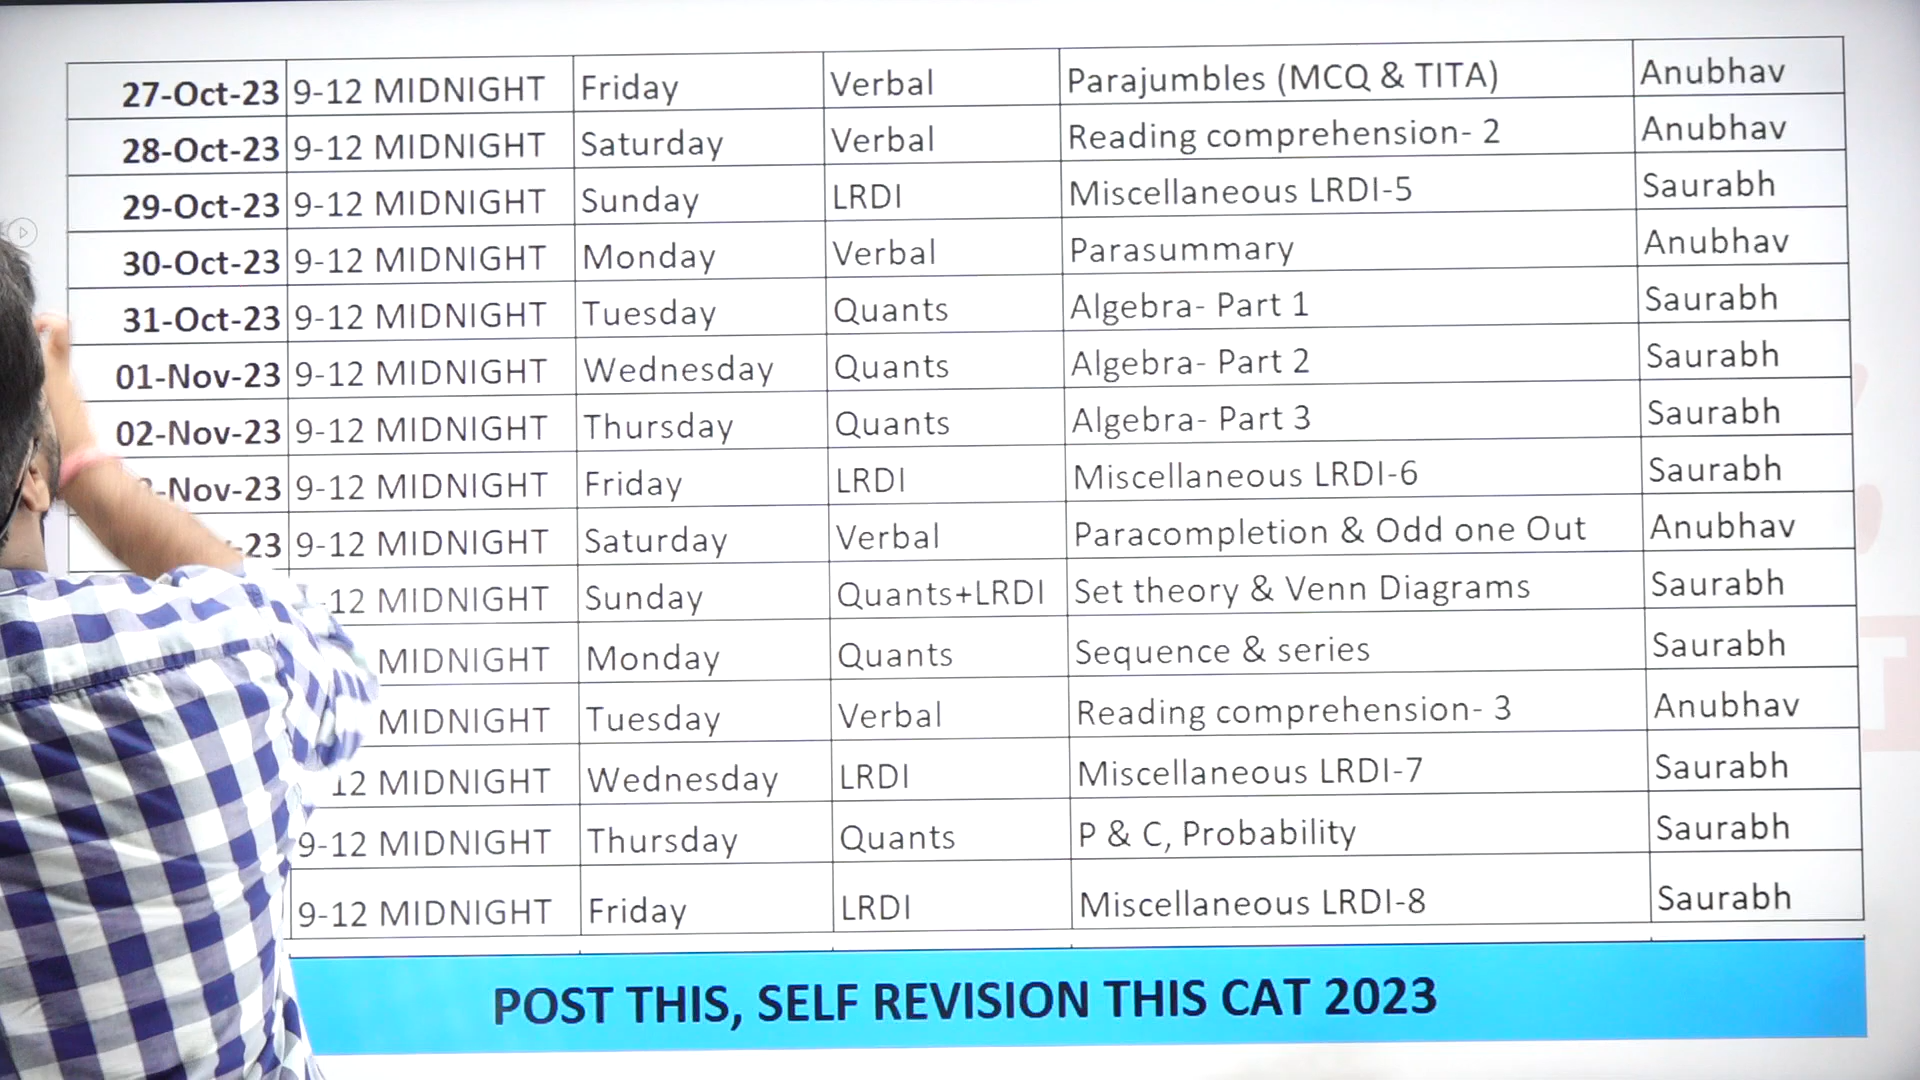 27-Oct-23 9-12 MIDNIGHT Friday Verbal Parajumbles (MCQ & TITA) Anubhav
28-Oct-23 9-12 MIDNIGHT Saturday Verbal Reading comprehension- 2 Anubhav
29-Oct-23 9-12 MIDNIGHT Sunday LRDI Miscellaneous LRDI-5 Saurabh
30-Oct-23 9-12 MIDNIGHT Monday Verbal Parasummary Anubhav
31-Oct-23 9-12 MIDNIGHT Tuesday Quants Algebra- Part 1 Saurabh
01-Nov-23 9-12 MIDNIGHT Wednesday Quants Algebra- Part 2 Saurabh
02-Nov-23 9-12 MIDNIGHT Thursday Quants Algebra- Part 3 Saurabh
-Nov-23 9-12 MIDNIGHT Friday LRDI Miscellaneous LRDI-6 Saurabh
-23 9-12 MIDNIGHT Saturday Verbal Paracompletion & Odd one Out Anubhav
-12 MIDNIGHT Sunday Quants+LRDI Set theory & Venn Diagrams Saurabh
MIDNIGHT Monday Quants Sequence & series Saurabh
MIDNIGHT Tuesday Verbal Reading comprehension- 3 Anubhav
12 MIDNIGHT Wednesday LRDI Miscellaneous LRDI-7 Saurabh
9-12 MIDNIGHT Thursday Quants P & C, Probability Saurabh
9-12 MIDNIGHT Friday LRDI Miscellaneous LRDI-8 Saurabh
POST THIS, SELF REVISION THIS CAT 2023